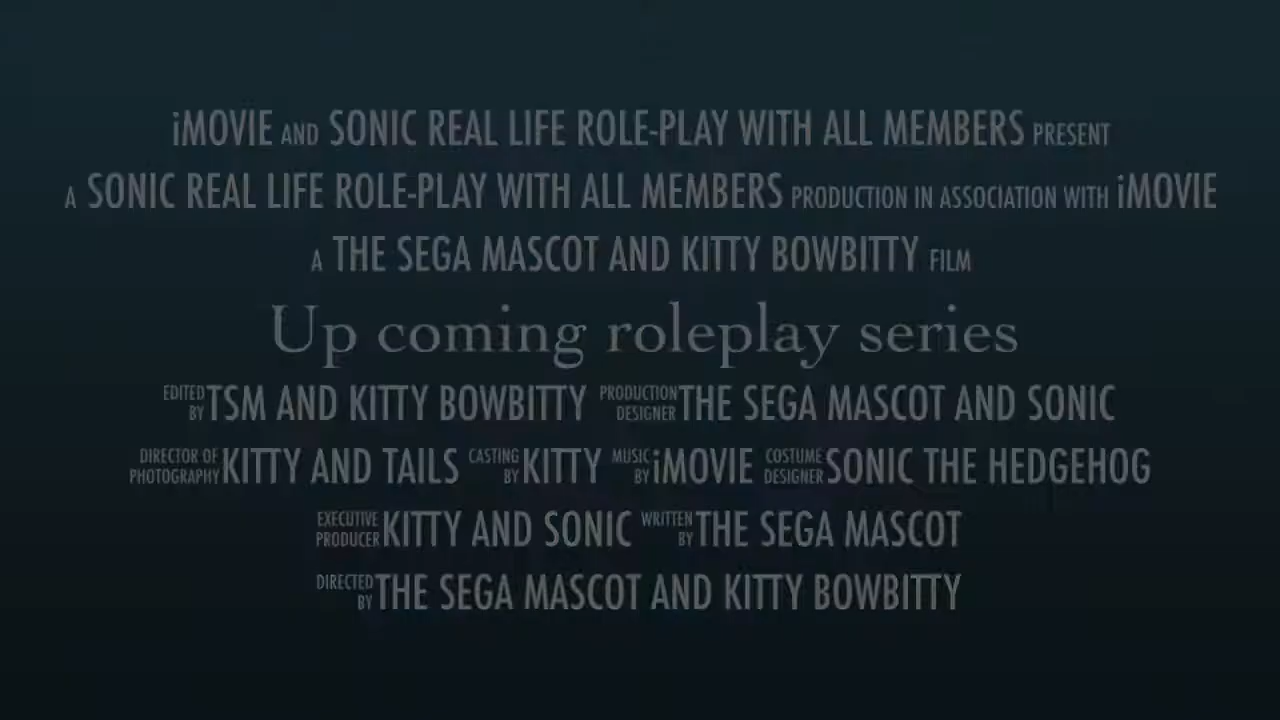 iMOVIE AND SONIC REAL LIFE ROLE-PLAY WITH ALL MEMBERS PRESENT
A SONIC REAL LIFE ROLE-PLAY WITH ALL MEMBERS PRODUCTION IN ASSOCIATION WITH iMOVIE
A THE SEGA MASCOT AND KITTY BOWBITTY FILM
Up coming roleplay series
EDITED BY TSM AND KITTY BOWBITTY PRODUCTION DESIGNER THE SEGA MASCOT AND SONIC
DIRECTOR OF PHOTOGRAPHY KITTY AND TAILS CASTING BY KITTY MUSIC BY iMOVIE COSTUME DESIGNER SONIC THE HEDGEHOG
EXECUTIVE PRODUCER KITTY AND SONIC WRITTEN BY THE SEGA MASCOT
DIRECTED BY THE SEGA MASCOT AND KITTY BOWBITTY